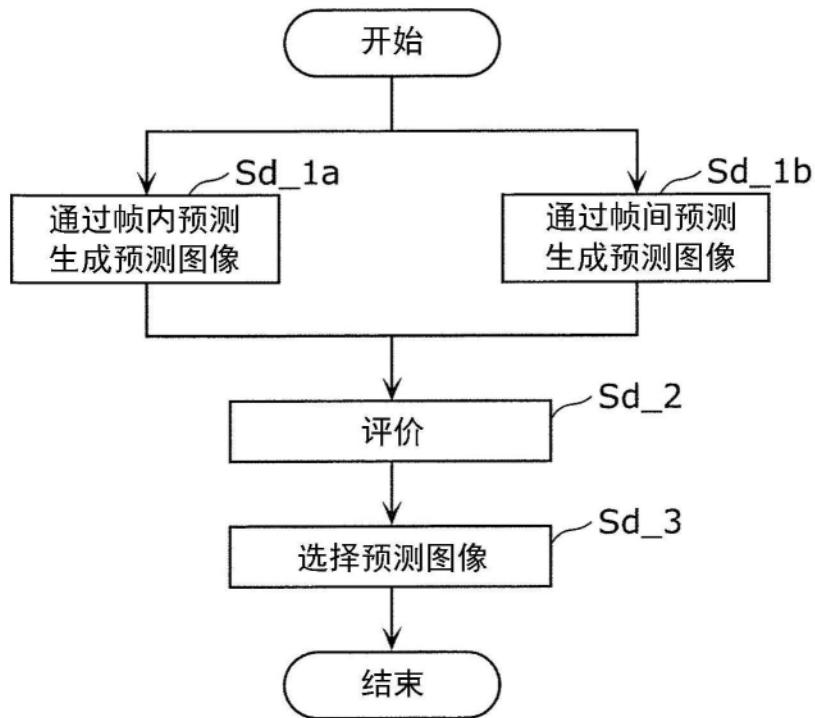 开始
Sd_1a
通过帧内预测
生成预测图像
Sd_1b
通过帧间预测
生成预测图像
Sd_2
评价
Sd_3
选择预测图像
结束